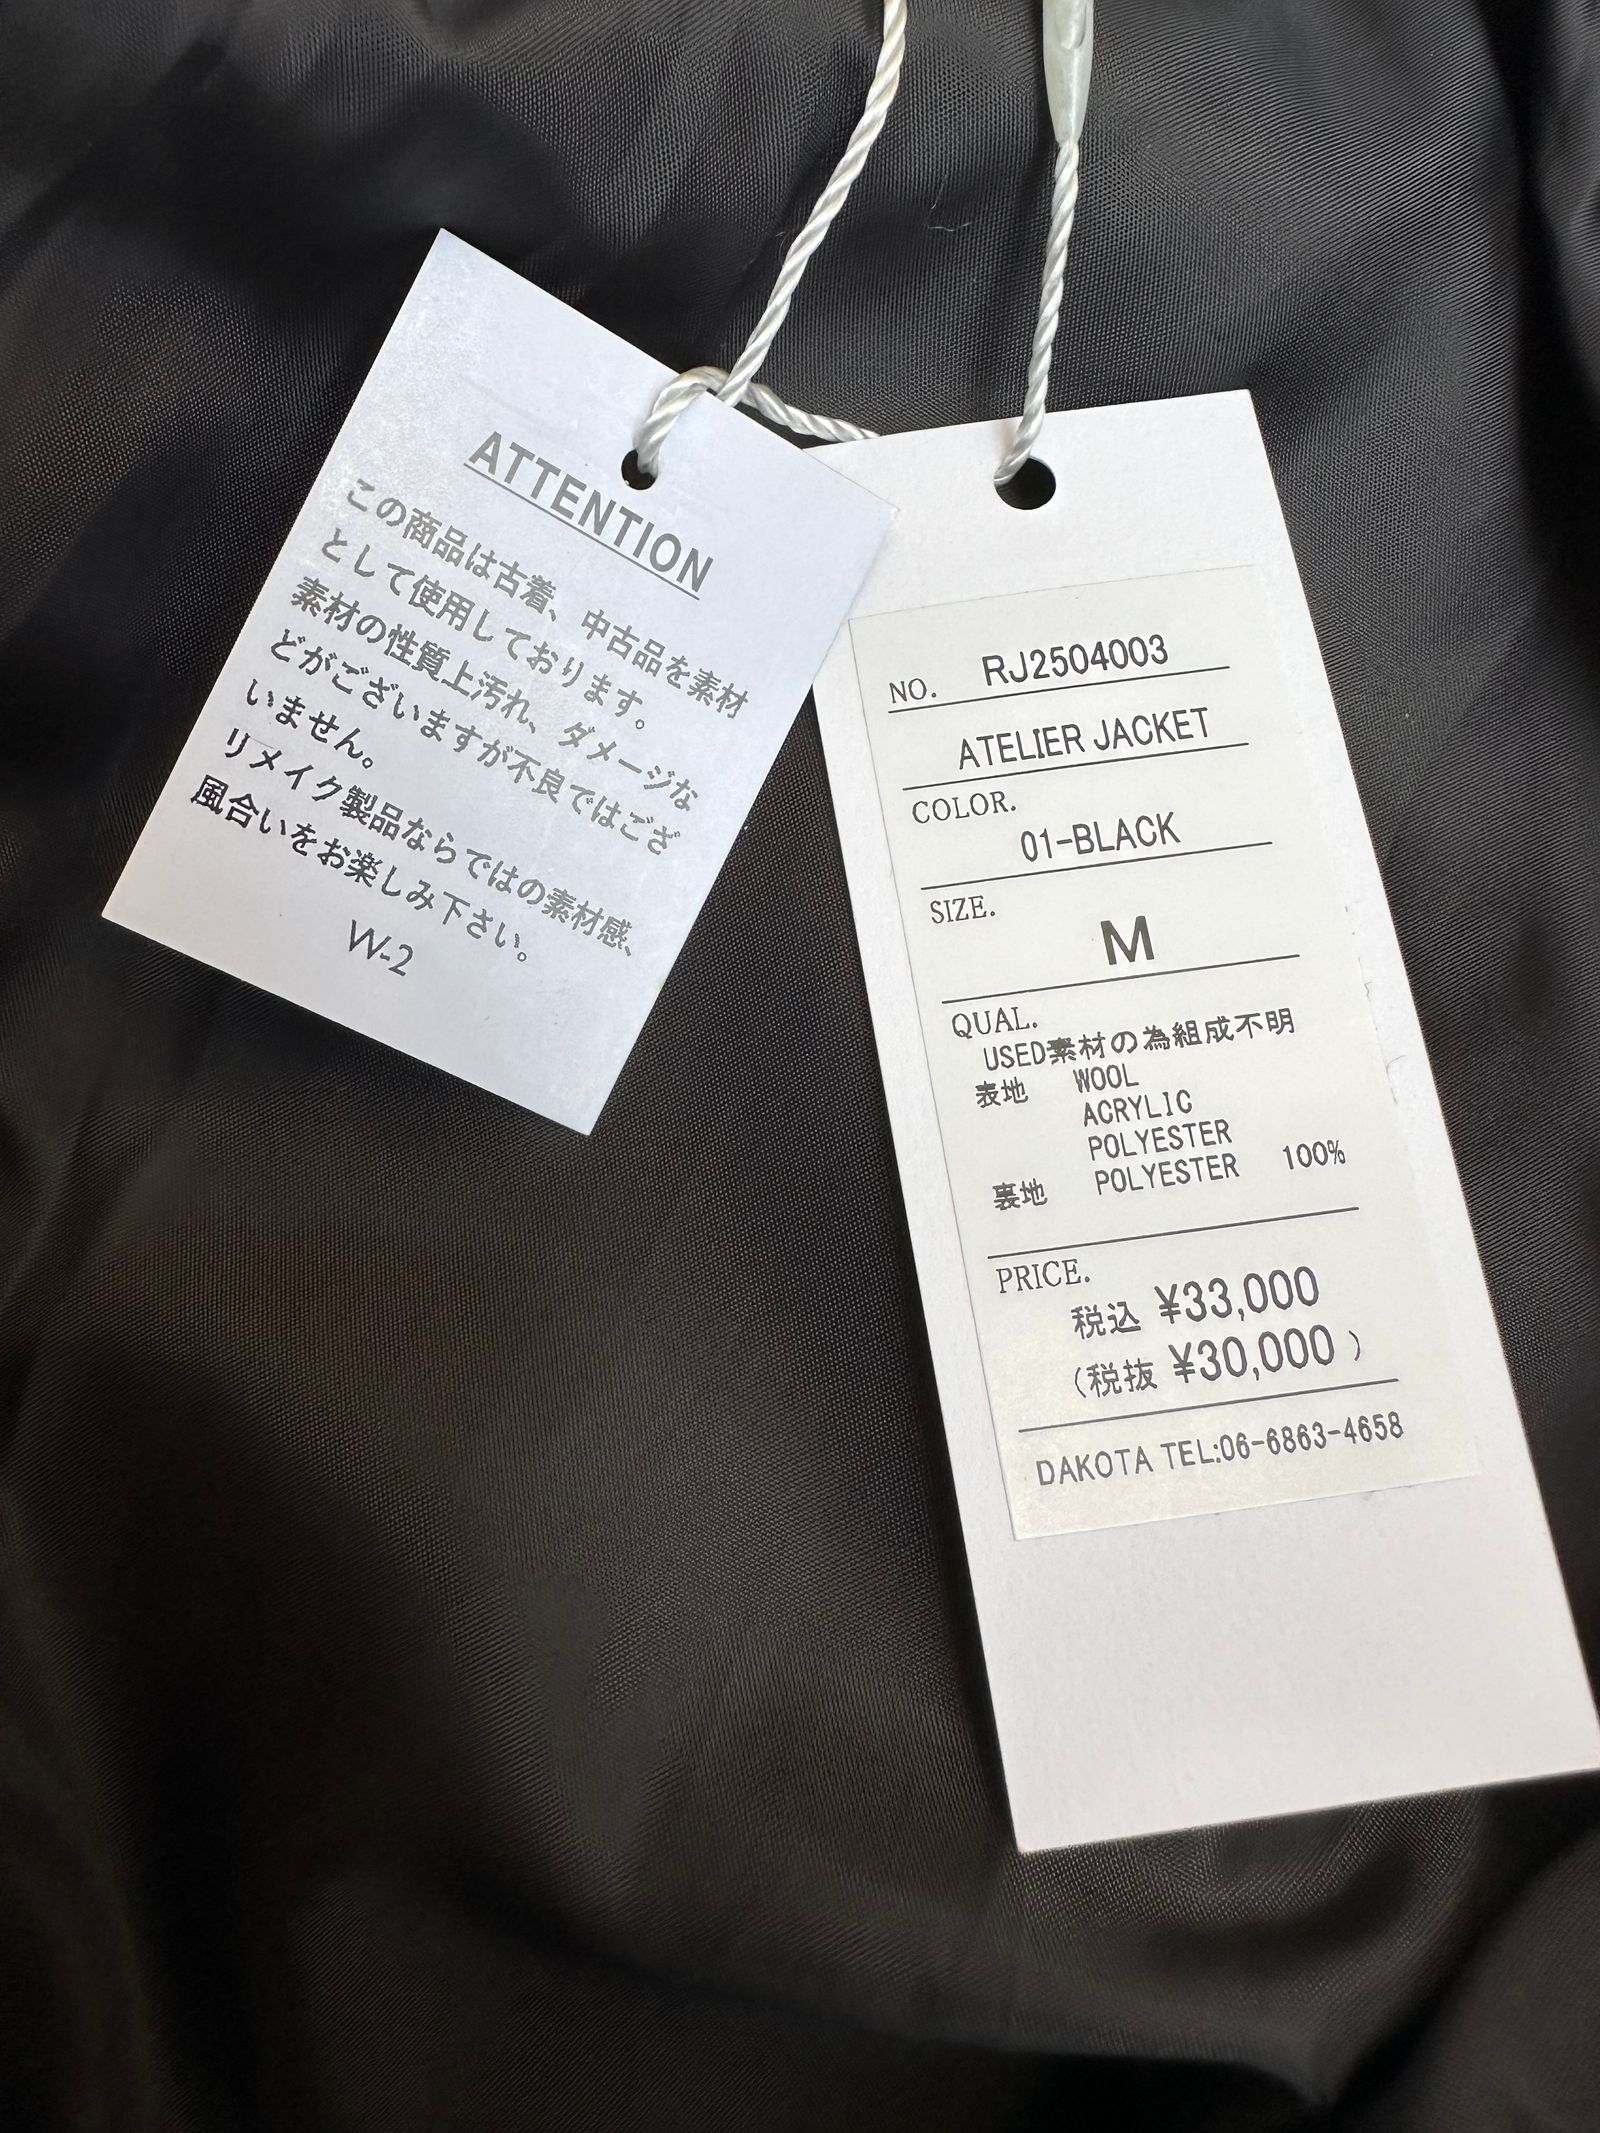 ATTENTION
この商品は古着、中古品を素材
として使用しております。
素材の性質上汚れ、ダメージな
どがございますが不良ではござ
いません。
リメイク製品ならではの素材感、
風合いをお楽しみ下さい。
W-2
NO. RJ2504003
ATELIER JACKET
COLOR.
01-BLACK
SIZE.
M
QUAL.
USED素材の為組成不明
表地 WOOL
ACRYLIC
POLYESTER
裏地 POLYESTER 100%
PRICE.
税込 ¥33,000
(税抜 ¥30,000 )
DAKOTA TEL:06-6863-4658